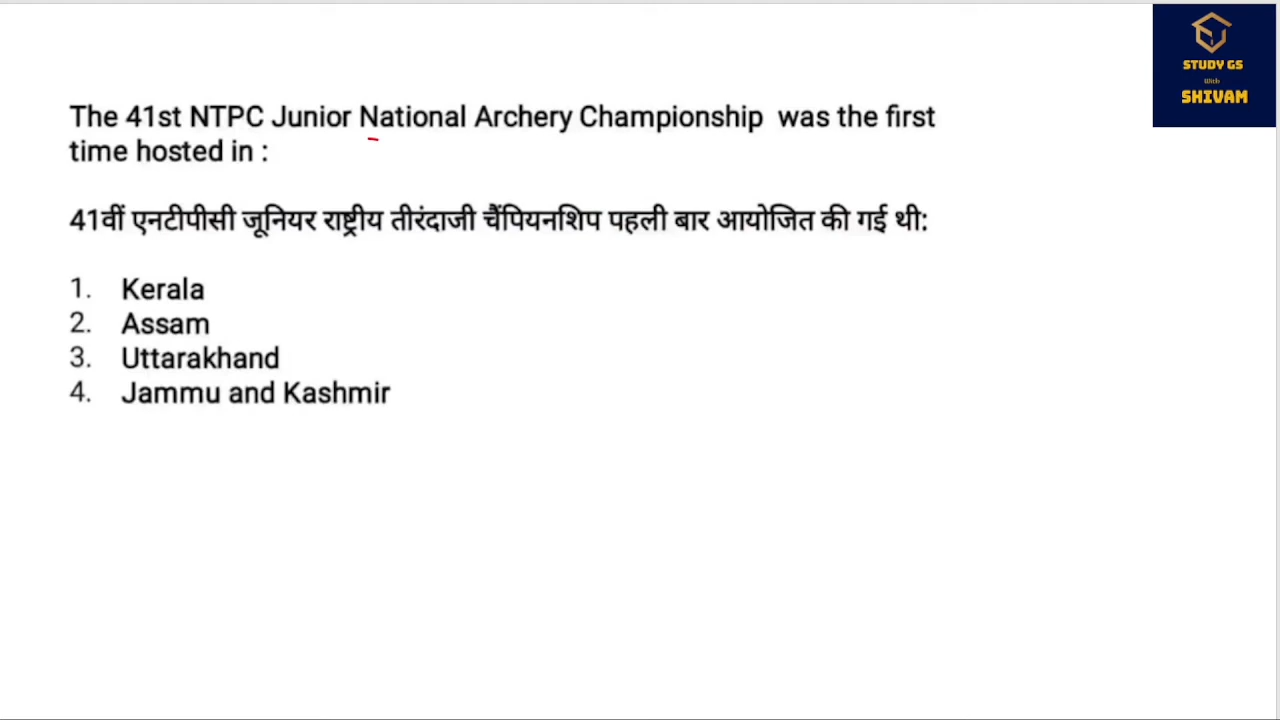 STUDY GS
With
SHIVAM
The 41st NTPC Junior National Archery Championship was the first
time hosted in :
41वीं एनटीपीसी जूनियर राष्ट्रीय तीरंदाजी चैंपियनशिप पहली बार आयोजित की गई थी:
1. Kerala
2. Assam
3. Uttarakhand
4. Jammu and Kashmir